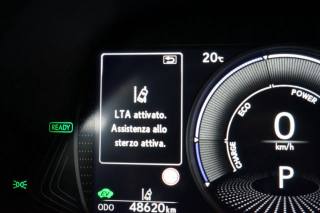 20°C
LTA attivato.
Assistenza allo
sterzo attiva.
POWER
ECO
CHARGE
READY
0
km/h
P
ODO 48620km